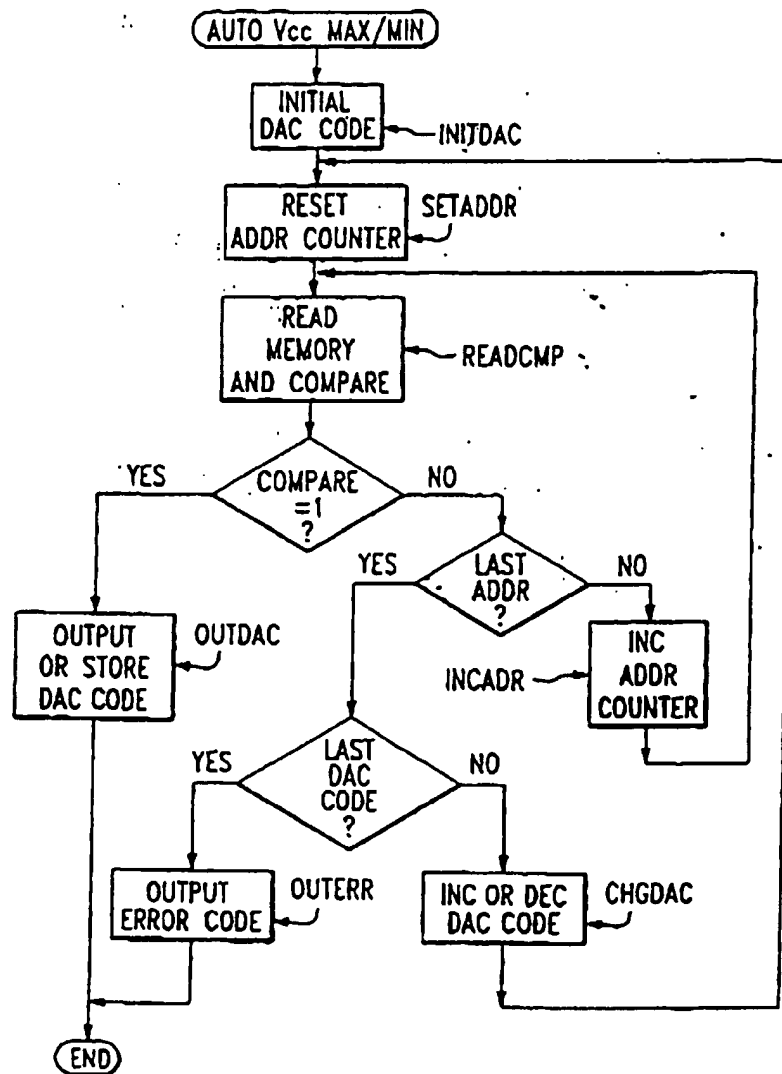 AUTO Vcc MAX/MIN
INITIAL
DAC CODE
INITDAC
RESET
ADDR COUNTER
SETADDR
READ
MEMORY
AND COMPARE
READCMP
YES
COMPARE
=1
?
NO
YES
LAST
ADDR
?
NO
OUTPUT
OR STORE
DAC CODE
OUTDAC
INCADR
INC
ADDR
COUNTER
YES
LAST
DAC
CODE
?
NO
OUTPUT
ERROR CODE
OUTERR
INC OR DEC
DAC CODE
CHGDAC
END